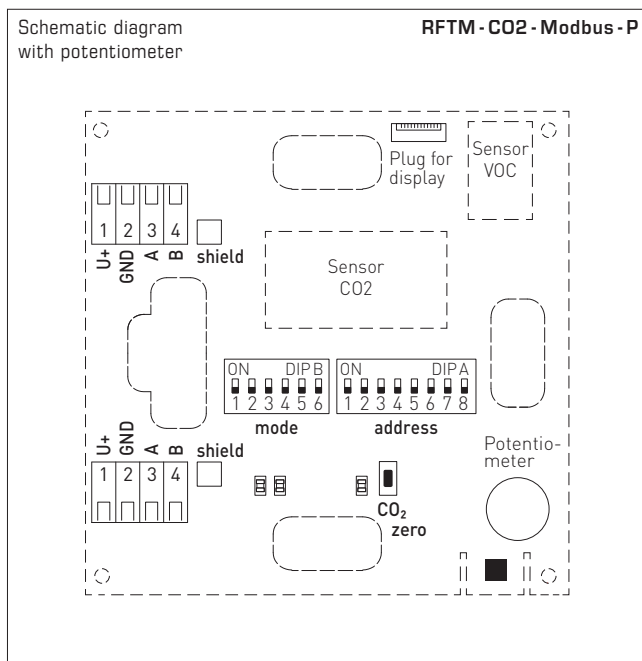 Schematic diagram
with potentiometer
RFTM - CO2 - Modbus - P
Plug for
display
Sensor
VOC
1 2 3 4
U+ GND A B shield
Sensor
CO2
ON DIP B
1 2 3 4 5 6
mode
ON DIP A
1 2 3 4 5 6 7 8
address
U+ GND A B shield
1 2 3 4
CO₂
zero
Potentio-
meter